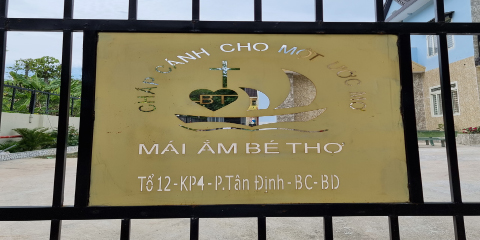 CHẮP CÁNH CHO MỘT ƯỚC MƠ
BT
MÁI ẤM BÉ THƠ
Tổ 12 - KP4 - P.Tân Định - BC - BD